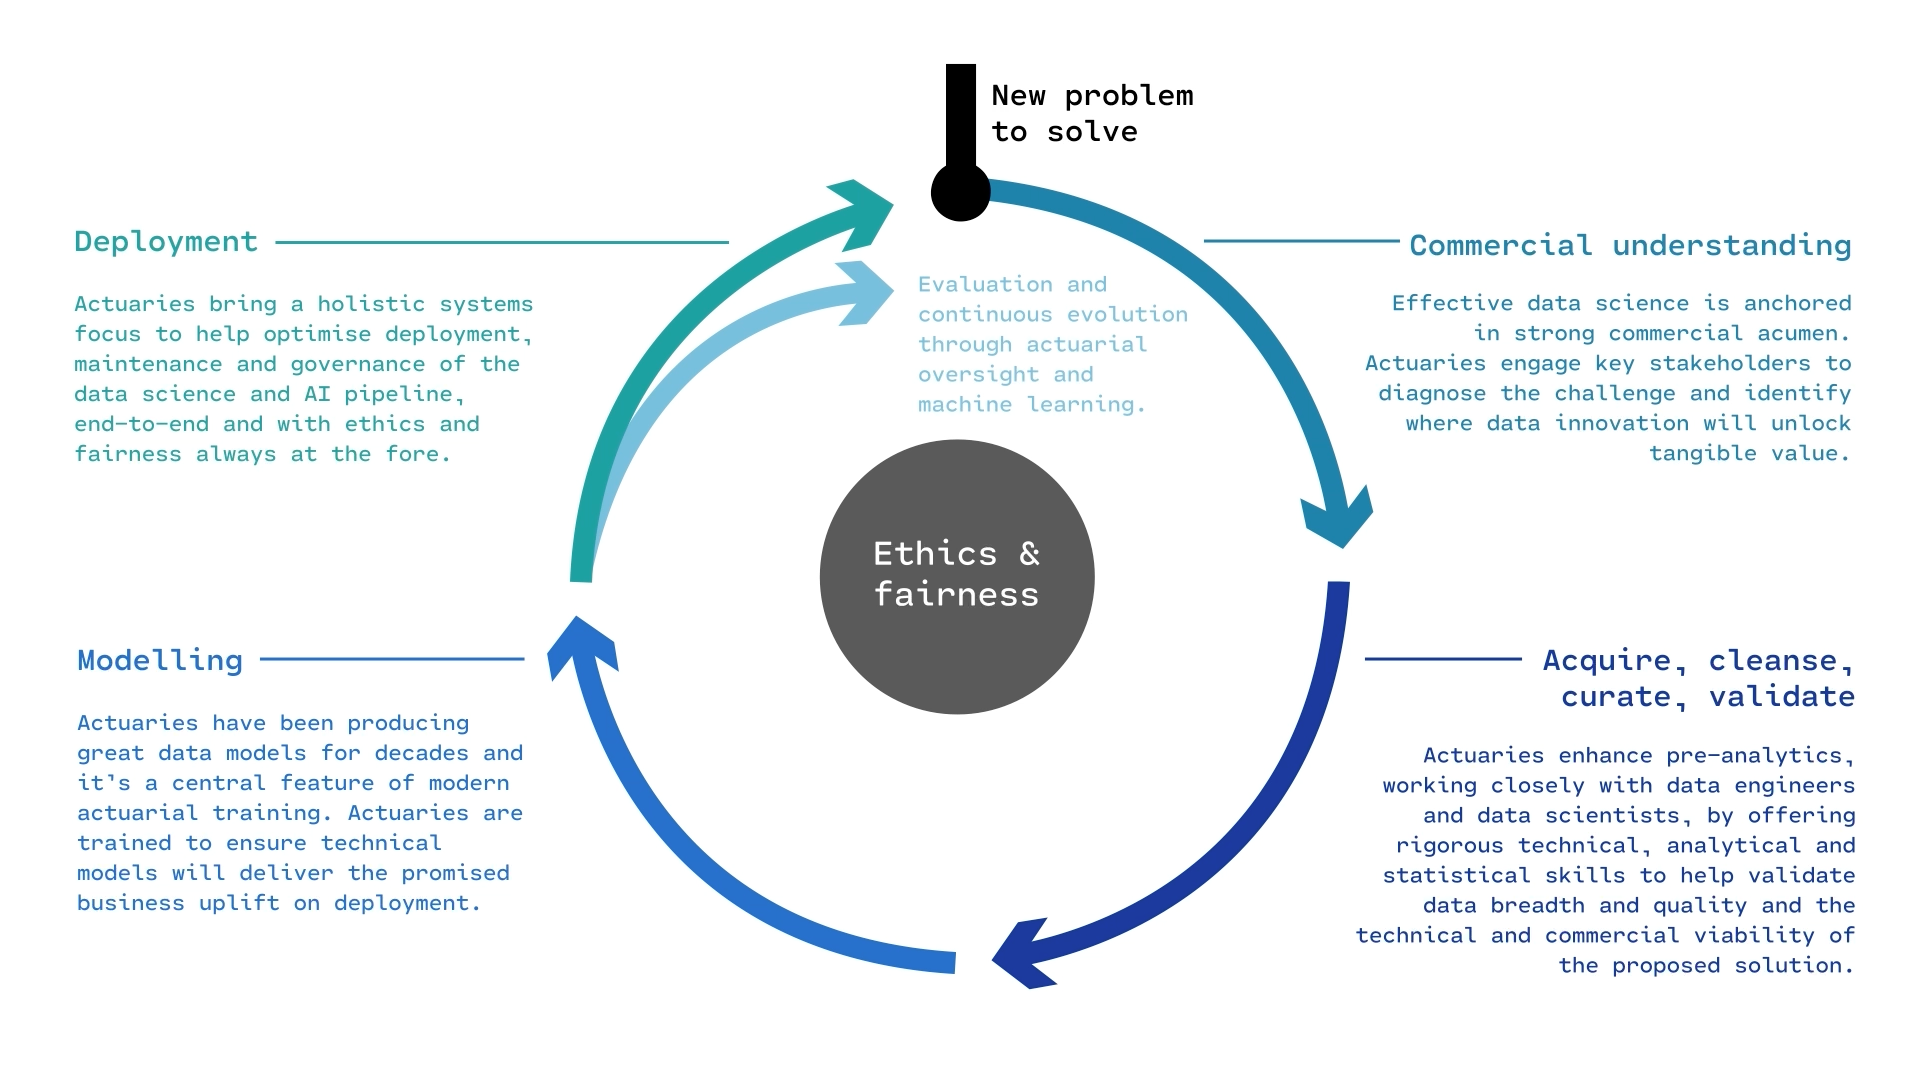 New problem
to solve
Commercial understanding
Effective data science is anchored
in strong commercial acumen.
Actuaries engage key stakeholders to
diagnose the challenge and identify
where data innovation will unlock
tangible value.
Acquire, cleanse,
curate, validate
Actuaries enhance pre-analytics,
working closely with data engineers
and data scientists, by offering
rigorous technical, analytical and
statistical skills to help validate
data breadth and quality and the
technical and commercial viability of
the proposed solution.
Modelling
Actuaries have been producing
great data models for decades and
it's a central feature of modern
actuarial training. Actuaries are
trained to ensure technical
models will deliver the promised
business uplift on deployment.
Deployment
Actuaries bring a holistic systems
focus to help optimise deployment,
maintenance and governance of the
data science and AI pipeline,
end-to-end and with ethics and
fairness always at the fore.
Evaluation and
continuous evolution
through actuarial
oversight and
machine learning.
Ethics &
fairness